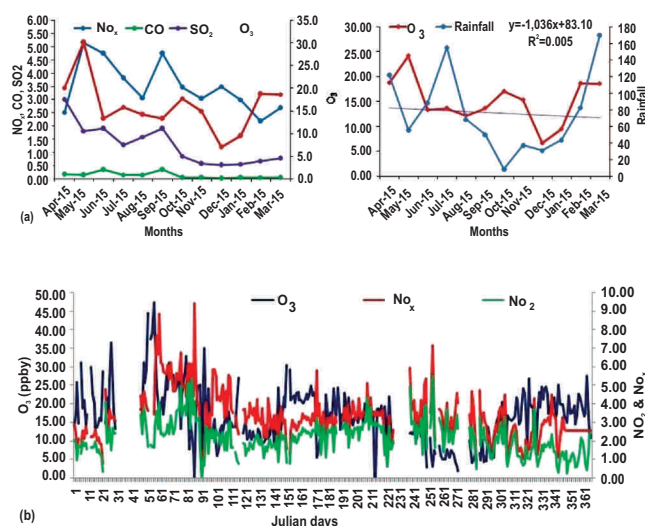 No x CO SO 2 O 3
6.00 5.50 5.00 4.50 4.00 3.50 3.00 2.50 2.00 1.50 1.00 0.50 0.00
NO x , CO, SO2
35.0 30.0 25.0 20.0 15.0 10.0 5.0 0.0
Apr-15 May-15 Jun-15 Jul-15 Aug-15 Sep-15 Oct-15 Nov-15 Dec-15 Jan-15 Feb-15 Mar-15
(a)
Months
O 3 Rainfall
y=-1,036x+83.10
R²=0.005
30.00 25.00 20.00 15.00 10.00 5.00 0.00
180 160 140 120 100 80 60 40 20 0
Rainfall
Apr-15 May-15 Jun-15 Jul-15 Aug-15 Sep-15 Oct-15 Nov-15 Dec-15 Jan-15 Feb-15 Mar-15
Months
O 3 No x No 2
50.00 45.00 40.00 35.00 30.00 25.00 20.00 15.00 10.00 5.00 0.00
O 3 (ppby)
10.00 9.00 8.00 7.00 6.00 5.00 4.00 3.00 2.00 1.00 0.00
NO 2 & No x
1 11 21 31 41 51 61 71 81 91 101 111 121 131 141 151 161 171 181 191 201 211 221 231 241 251 261 271 281 291 301 311 321 331 341 351 361
(b)
Julian days